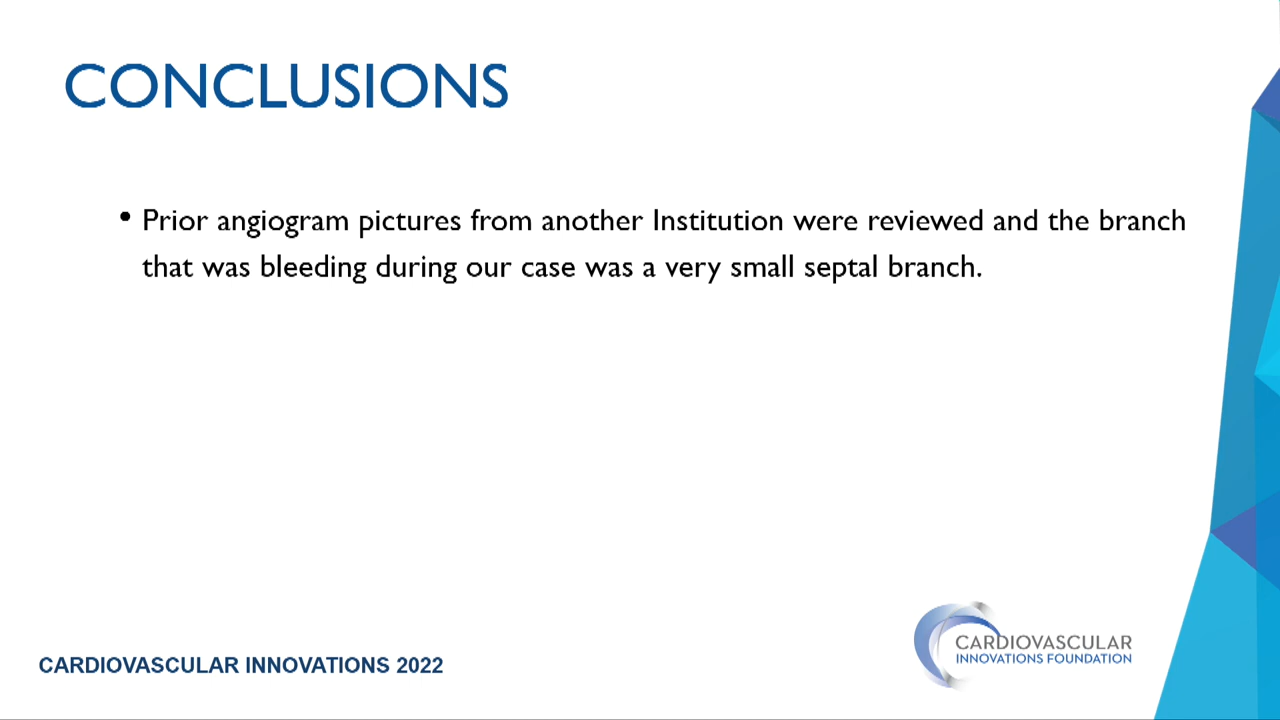 CONCLUSIONS
• Prior angiogram pictures from another Institution were reviewed and the branch
that was bleeding during our case was a very small septal branch.
CARDIOVASCULAR INNOVATIONS 2022
CARDIOVASCULAR
INNOVATIONS FOUNDATION